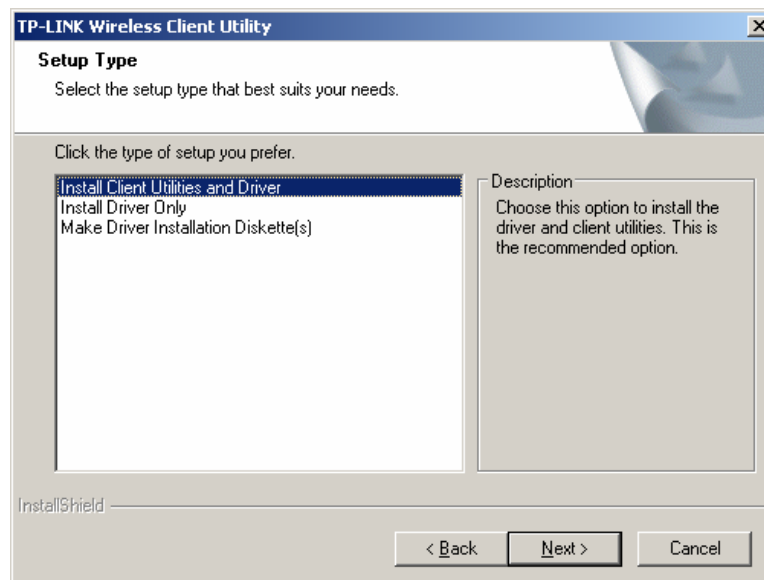 TP-LINK Wireless Client Utility
Setup Type
Select the setup type that best suits your needs.
Click the type of setup you prefer.
Install Client Utilities and Driver
Install Driver Only
Make Driver Installation Diskette(s)
Description
Choose this option to install the
driver and client utilities. This is
the recommended option.
InstallShield
< Back
Next >
Cancel